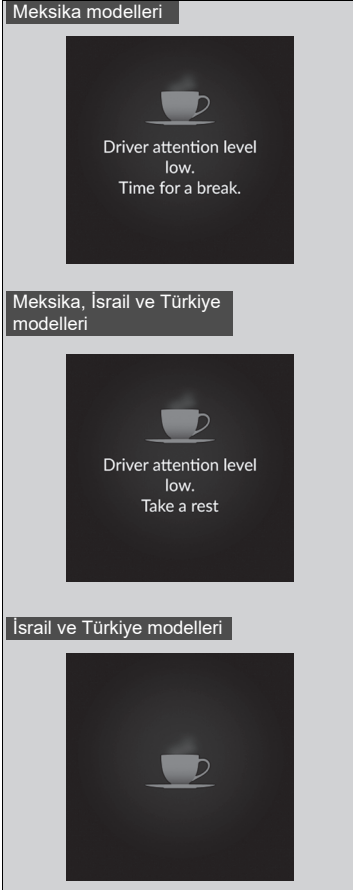 Meksika modelleri
Driver attention level
low.
Time for a break.
Meksika, İsrail ve Türkiye
modelleri
Driver attention level
low.
Take a rest
İsrail ve Türkiye modelleri